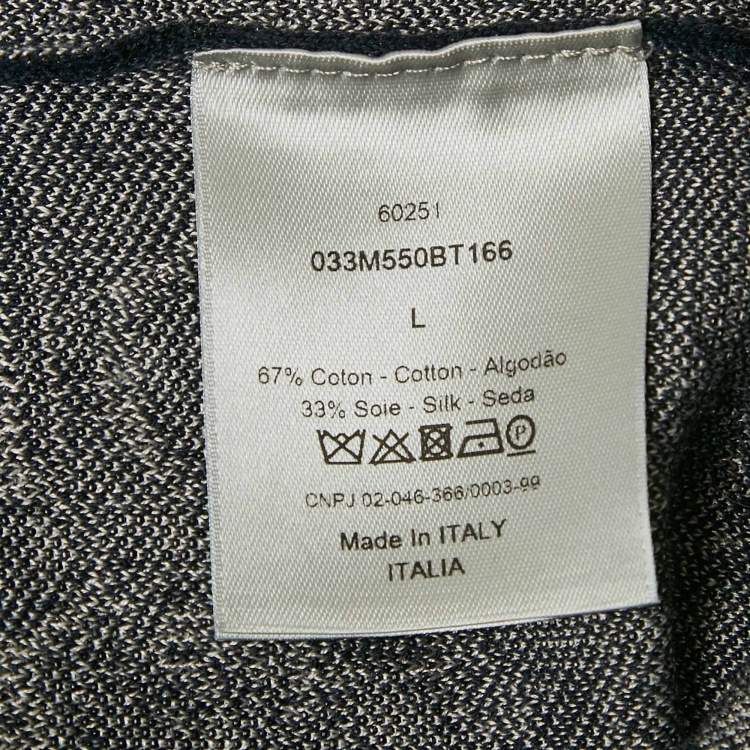 60251
033M550BT166
L
67% Coton - Cotton - Algodão
33% Soie - Silk - Seda
P
CNPJ 02-046-366/0003-99
Made In ITALY
ITALIA